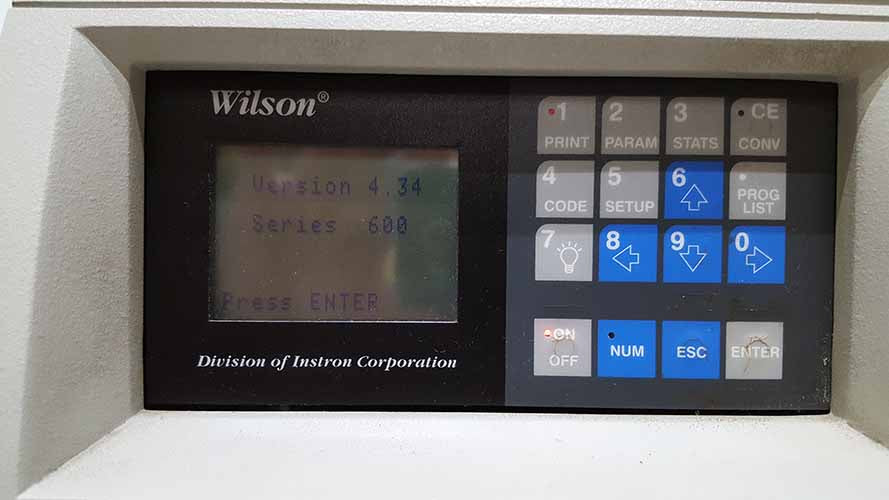 Wilson®
Version 4.34
Series 600
Press ENTER
Division of Instron Corporation
1 PRINT
2 PARAM
3 STATS
CE CONV
4 CODE
5 SETUP
6
PROG LIST
7
8
9
0
ON OFF
NUM
ESC
ENTER